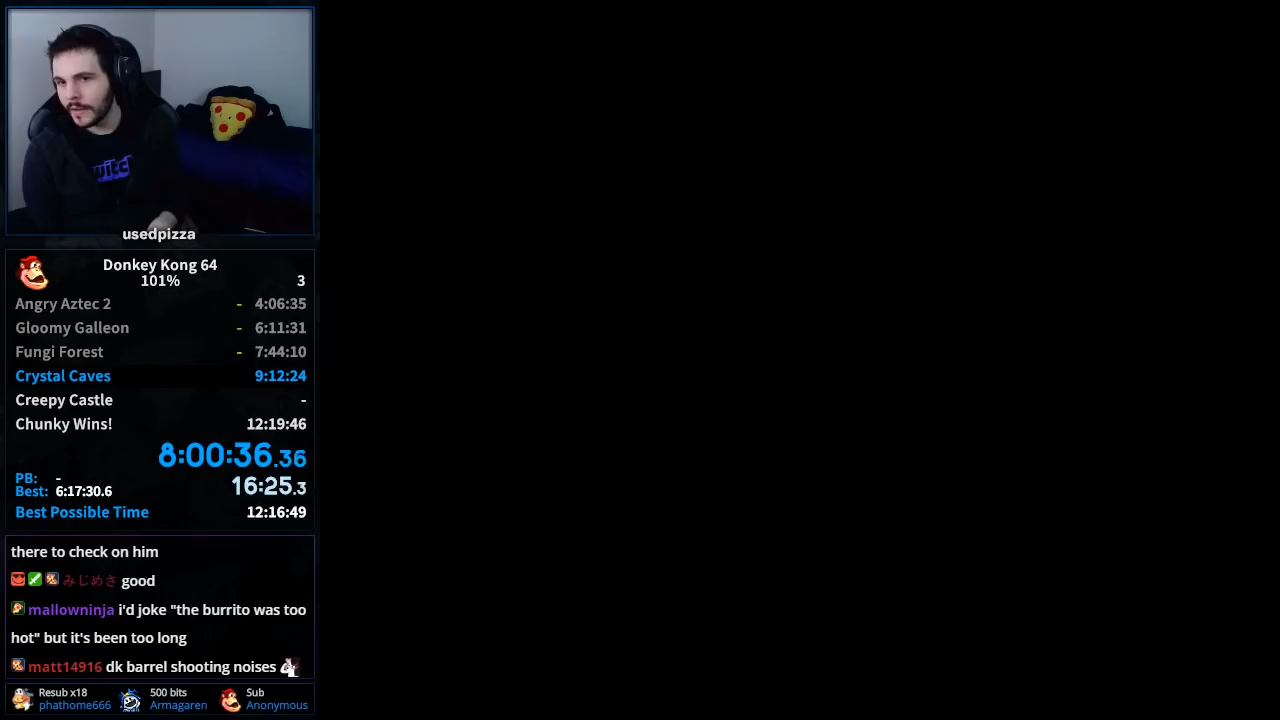 witch
usedpizza
Donkey Kong 64
101% 3
Angry Aztec 2 - 4:06:35
Gloomy Galleon - 6:11:31
Fungi Forest - 7:44:10
Crystal Caves 9:12:24
Creepy Castle -
Chunky Wins! 12:19:46
8:00:36.36
PB: -
Best: 6:17:30.6 16:25.3
Best Possible Time 12:16:49
there to check on him
みじめさ good
mallowninja i'd joke "the burrito was too
hot" but it's been too long
matt14916 dk barrel shooting noises
Resub x18 500 bits Sub
phathome666 Armagaren Anonymous